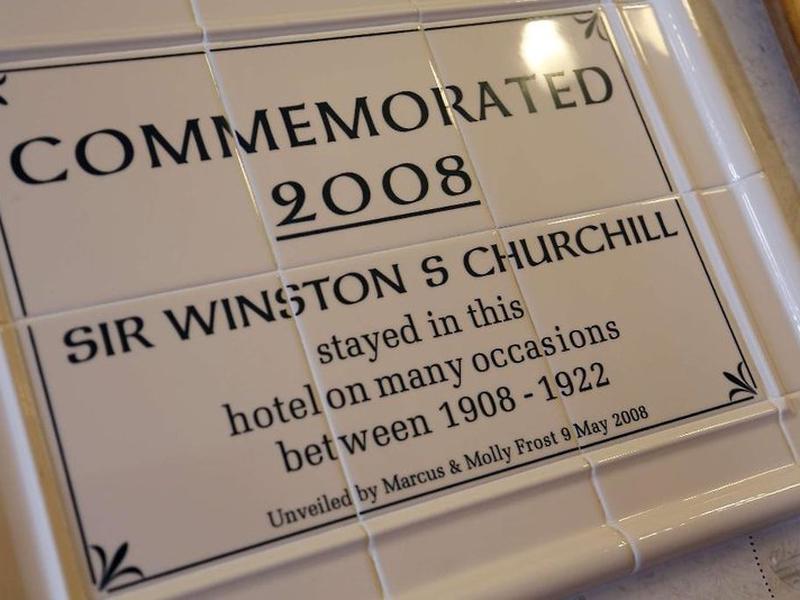 COMMEMORATED
2008
SIR WINSTON S CHURCHILL
stayed in this
hotel on many occasions
between 1908 - 1922
Unveiled by Marcus & Molly Frost 9 May 2008